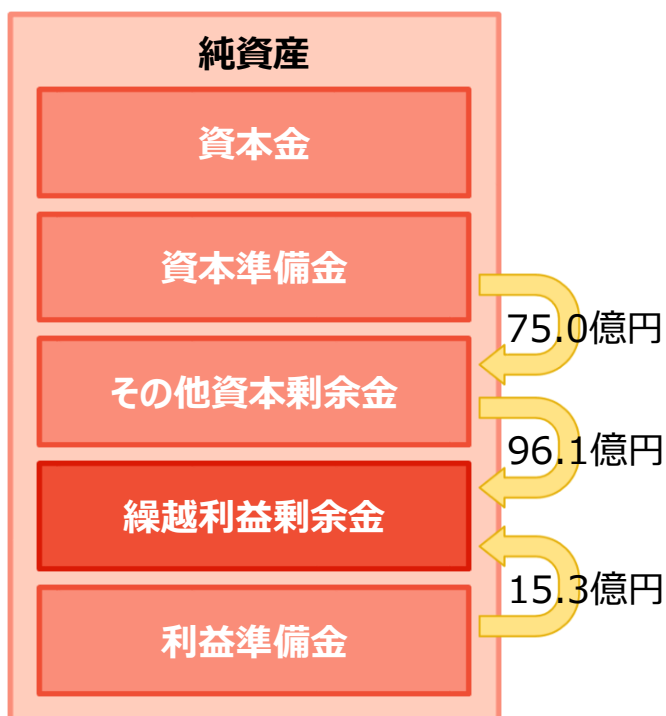 純資産
資本金
資本準備金
75.0億円
その他資本剰余金
96.1億円
繰越利益剰余金
15.3億円
利益準備金